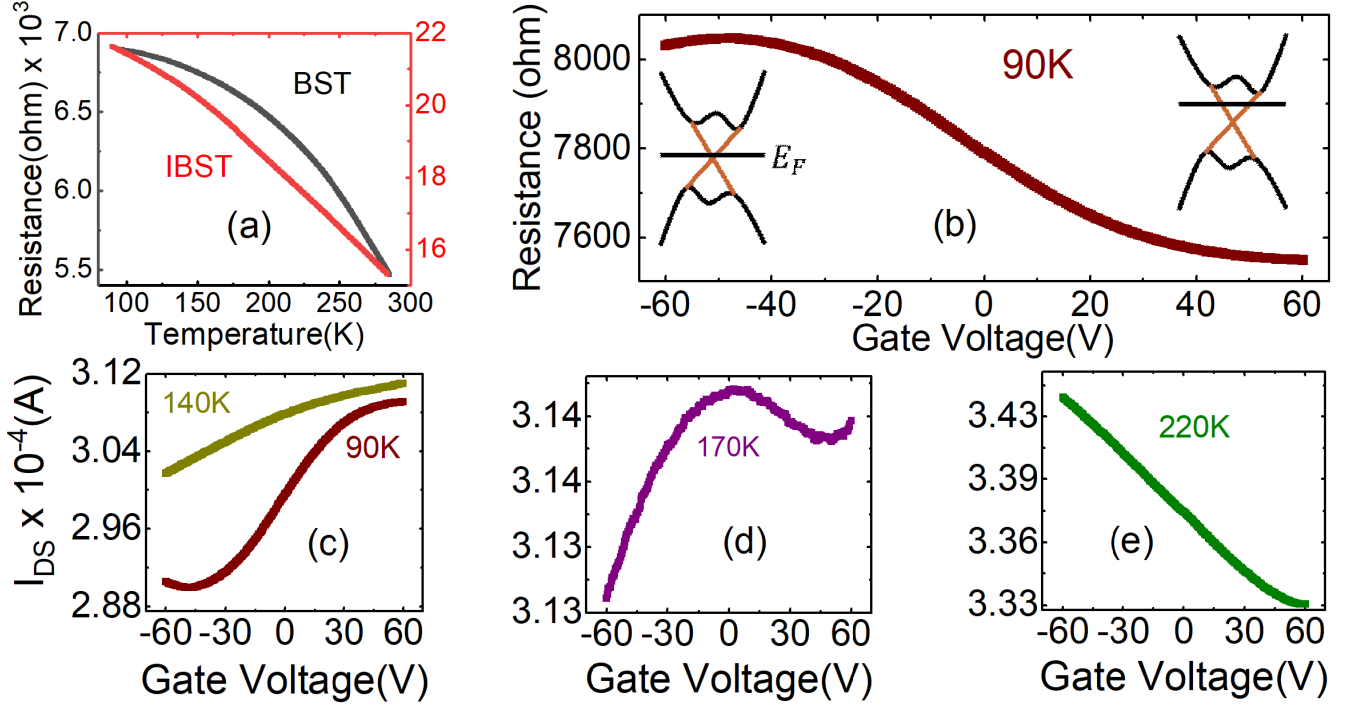 Resistance(ohm) x 10³
7.0
6.5
6.0
5.5
22
20
18
16
BST
IBST
(a)
100 150 200 250 300
Temperature(K)
Resistance (ohm)
8000
7800
7600
90K
E_F
(b)
-60 -40 -20 0 20 40 60
Gate Voltage(V)
I_DS x 10⁻⁴(A)
3.12
3.04
2.96
2.88
140K
90K
(c)
-60 -30 0 30 60
Gate Voltage(V)
3.14
3.14
3.13
3.13
170K
(d)
-60 -30 0 30 60
Gate Voltage(V)
3.43
3.39
3.36
3.33
220K
(e)
-60 -30 0 30 60
Gate Voltage(V)